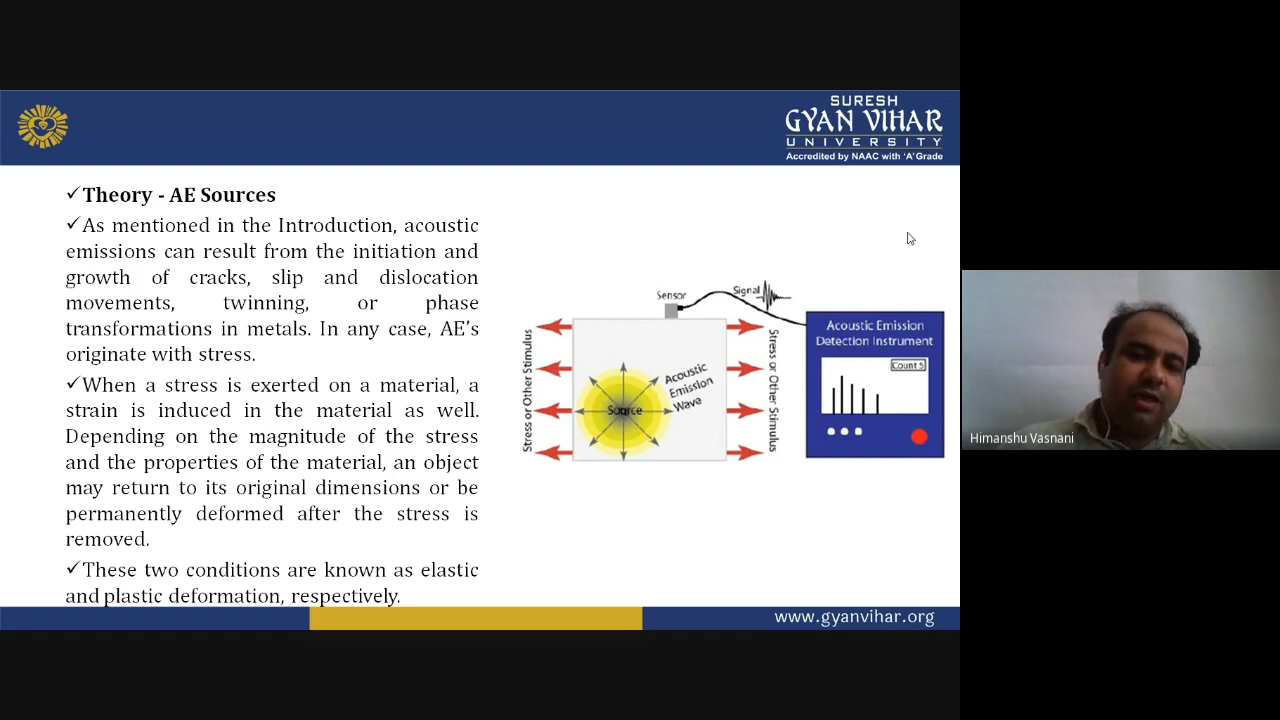 SURESH
GYAN VIHAR
UNIVERSITY
Accredited by NAAC with 'A' Grade
✓Theory - AE Sources
✓As mentioned in the Introduction, acoustic
emissions can result from the initiation and
growth of cracks, slip and dislocation
movements, twinning, or phase
transformations in metals. In any case, AE's
originate with stress.
✓When a stress is exerted on a material, a
strain is induced in the material as well.
Depending on the magnitude of the stress
and the properties of the material, an object
may return to its original dimensions or be
permanently deformed after the stress is
removed.
✓These two conditions are known as elastic
and plastic deformation, respectively.
Sensor
Signal
Stress or Other Stimulus
Source
Acoustic
Emission
Wave
Stress or Other Stimulus
Acoustic Emission
Detection Instrument
Count 5
www.gyanvihar.org
Himanshu Vasnani